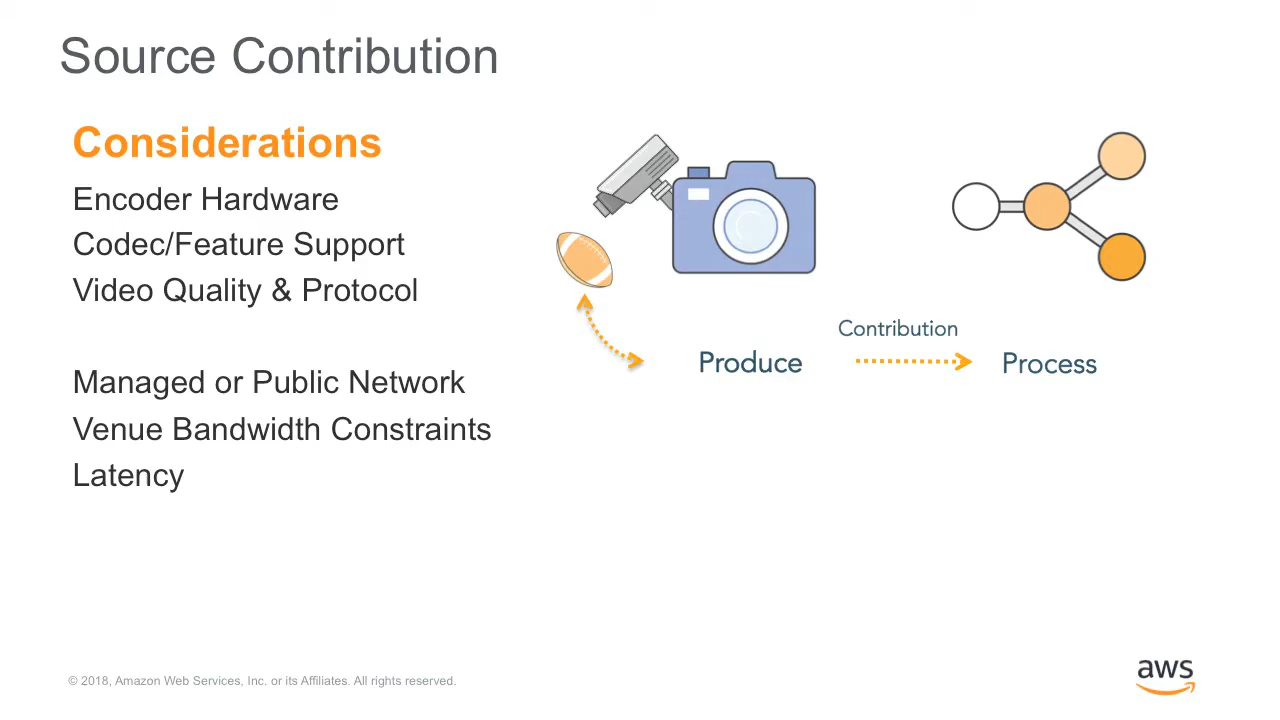 Source Contribution
Considerations
Encoder Hardware
Codec/Feature Support
Video Quality & Protocol
Managed or Public Network
Venue Bandwidth Constraints
Latency
Contribution
Produce
Process
© 2018, Amazon Web Services, Inc. or its Affiliates. All rights reserved.
aws